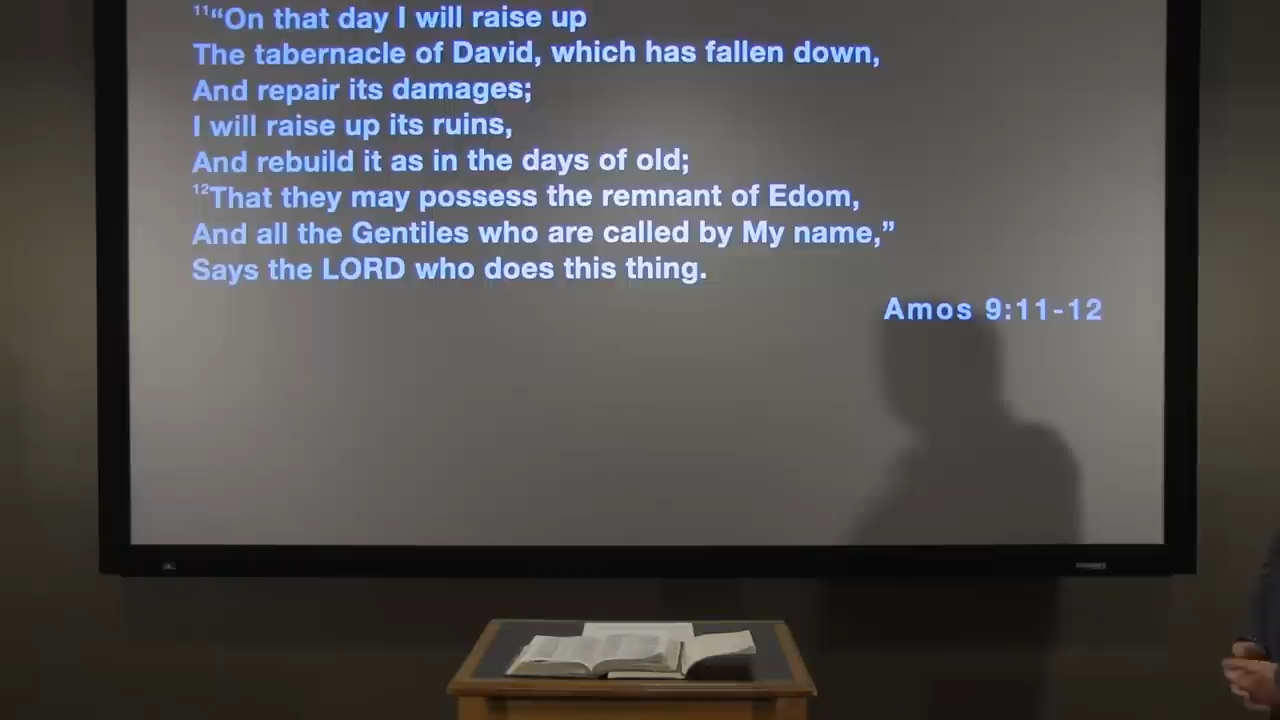 ¹¹“On that day I will raise up
The tabernacle of David, which has fallen down,
And repair its damages;
I will raise up its ruins,
And rebuild it as in the days of old;
¹²That they may possess the remnant of Edom,
And all the Gentiles who are called by My name,”
Says the LORD who does this thing.
Amos 9:11-12